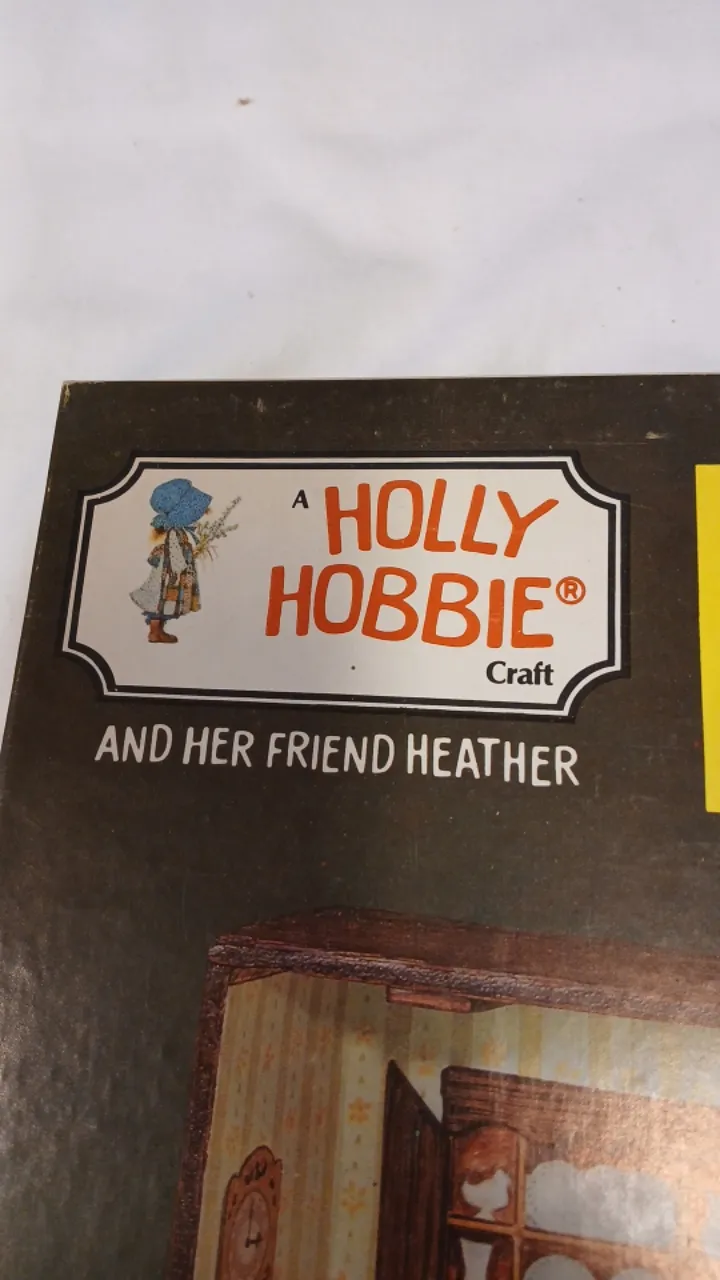 A HOLLY
HOBBIE®
Craft
AND HER FRIEND HEATHER